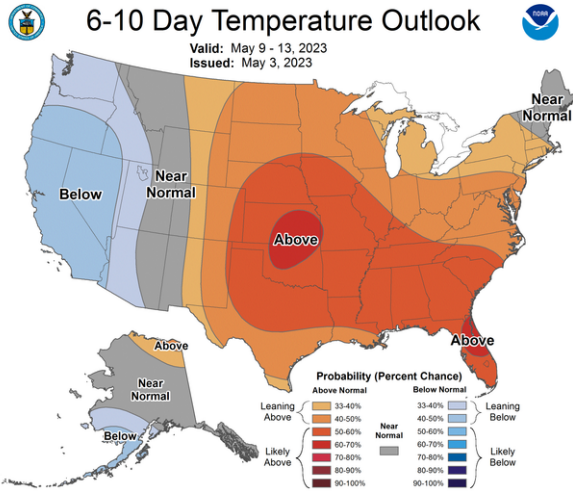 6-10 Day Temperature Outlook
NOAA
Valid: May 9 - 13, 2023
Issued: May 3, 2023
Near
Normal
Below
Near
Normal
Above
Above
Above
Near
Normal
Below
Probability (Percent Chance)
Above Normal
Below Normal
Leaning
Above
33-40%
40-50%
33-40%
40-50%
Leaning
Below
Likely
Above
50-60%
60-70%
70-80%
80-90%
90-100%
Near
Normal
50-60%
60-70%
70-80%
80-90%
90-100%
Likely
Below